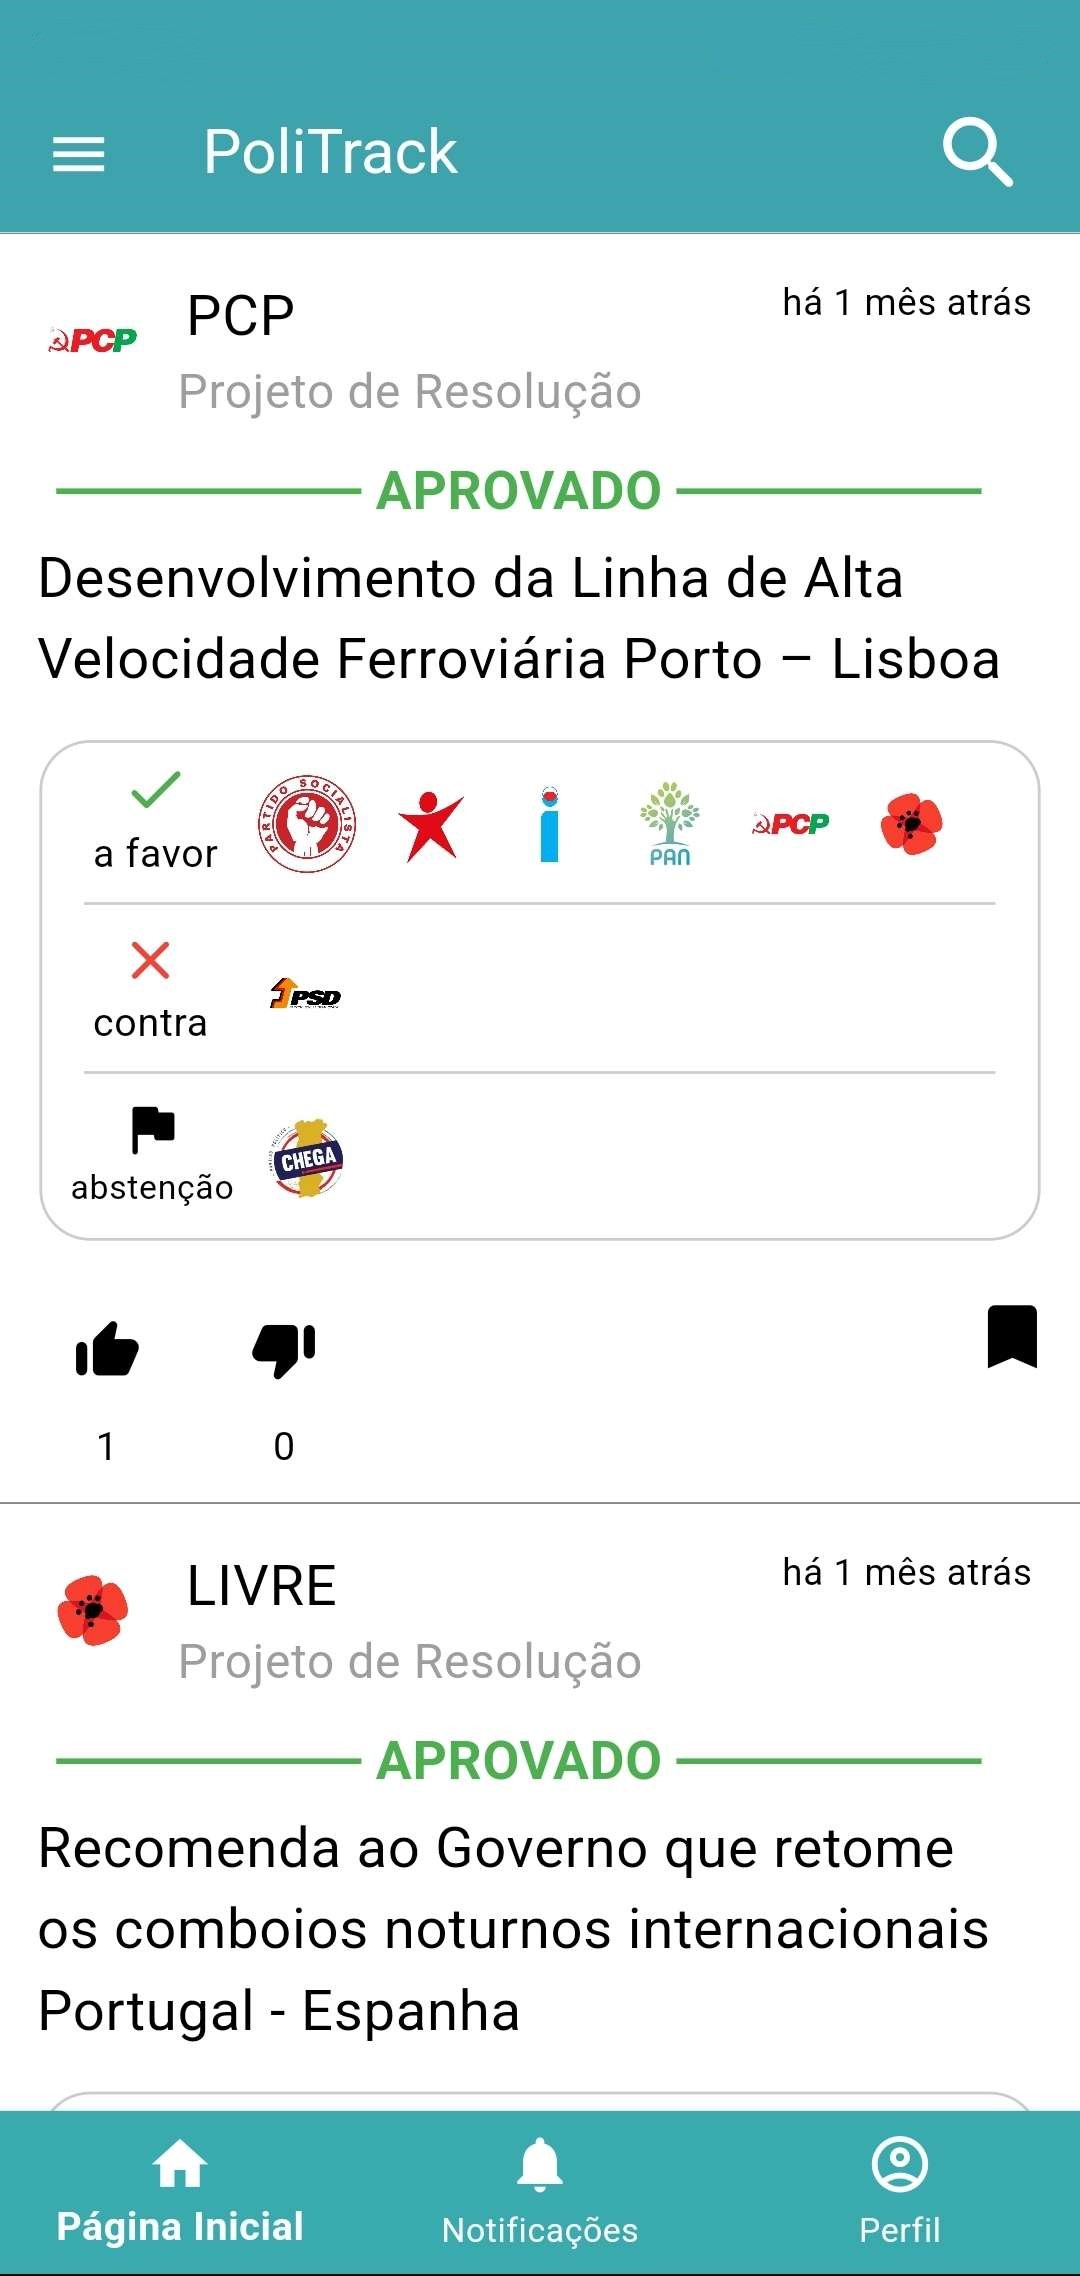 PoliTrack
PCP
PCP
há 1 mês atrás
Projeto de Resolução
APROVADO
Desenvolvimento da Linha de Alta
Velocidade Ferroviária Porto – Lisboa
a favor
PARTIDO SOCIALISTA
PAN
PCP
contra
PSD
abstenção
CHEGA
1
0
LIVRE
há 1 mês atrás
Projeto de Resolução
APROVADO
Recomenda ao Governo que retome
os comboios noturnos internacionais
Portugal - Espanha
Página Inicial
Notificações
Perfil